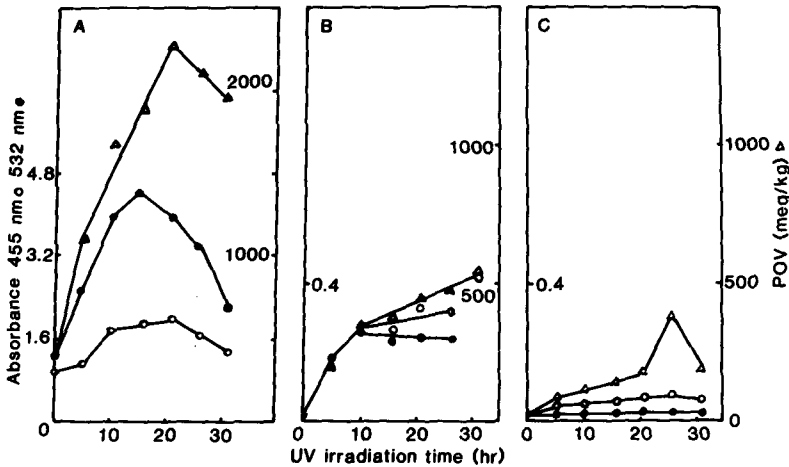 A
B
C
2000
1000
4.8
3.2
1.6
0
0.4
1000
500
0.4
1000
500
0
0 10 20 30
0 10 20 30
0 10 20 30
Absorbance 455 nm○ 532 nm●
UV irradiation time (hr)
POV (meq/kg) △